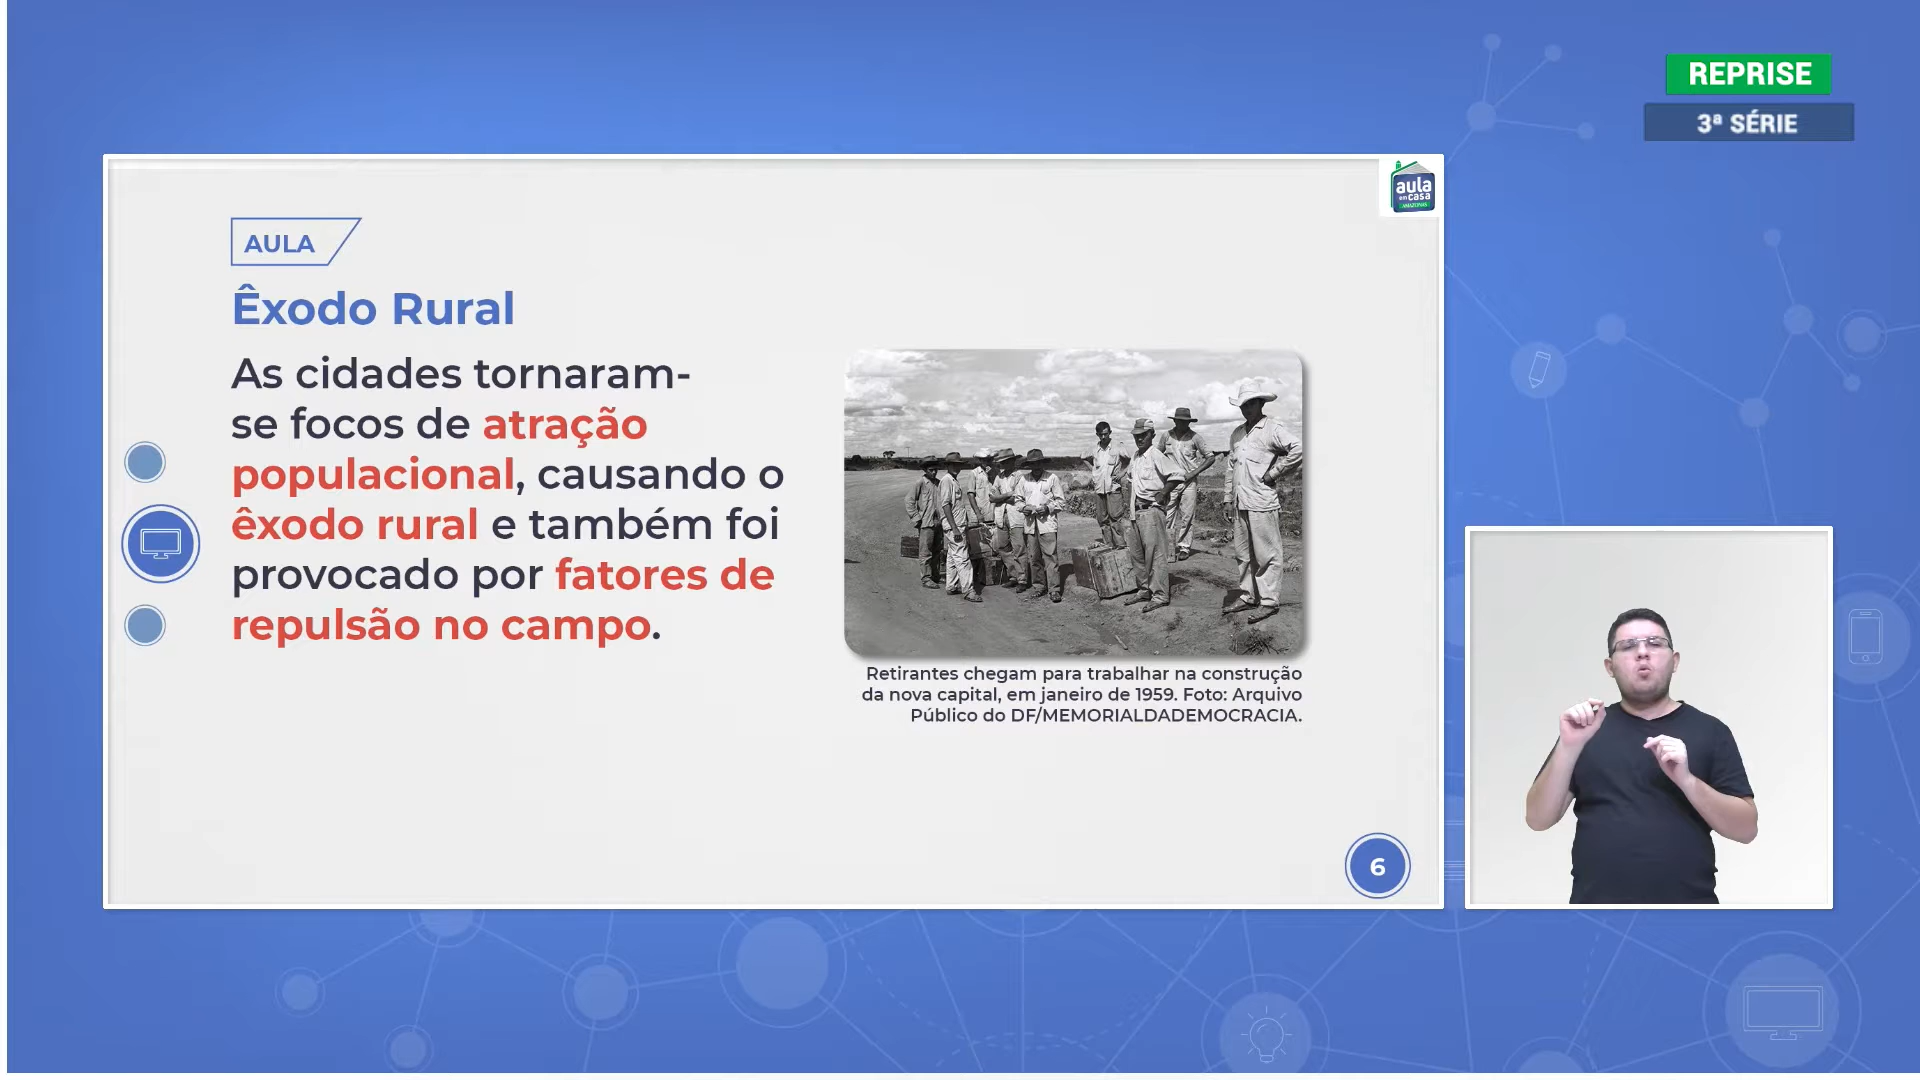 REPRISE
3ª SÉRIE
aula
em casa
AMAZONAS
AULA
Êxodo Rural
As cidades tornaram-
se focos de atração
populacional, causando o
êxodo rural e também foi
provocado por fatores de
repulsão no campo.
Retirantes chegam para trabalhar na construção
da nova capital, em janeiro de 1959. Foto: Arquivo
Público do DF/MEMORIALDADEMOCRACIA.
6